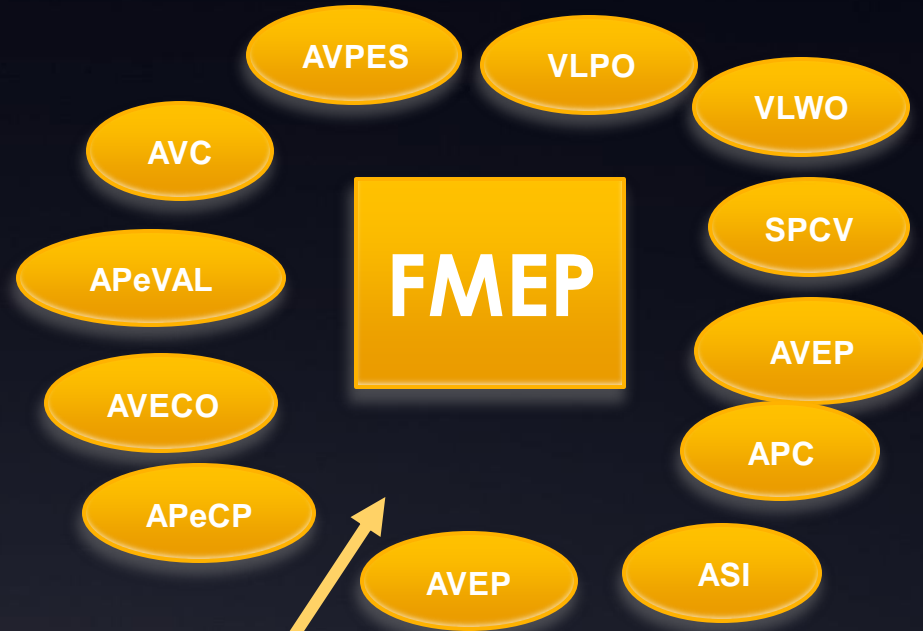 AVPES
VLPO
VLWO
AVC
SPCV
APeVAL
FMEP
AVEP
AVECO
APC
APeCP
AVEP
ASI